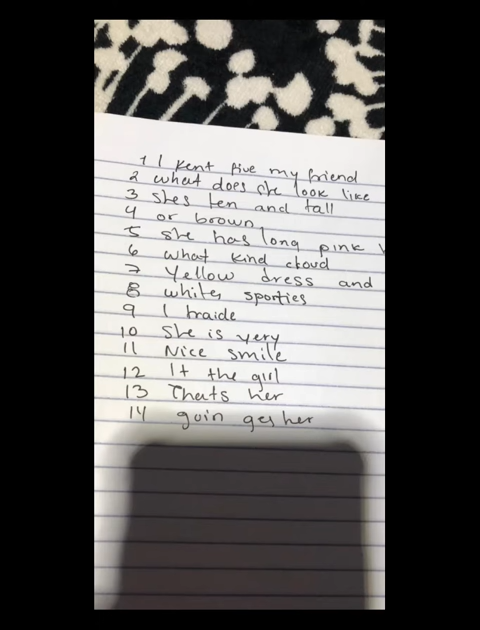 1 I kent five my friend
2 what does she look like
3 shes ten and tall
4 or brown
5 she has long pink
6 what kind cloud
7 Yellow dress and
8 whites sporties
9 I braide
10 She is very
11 Nice smile
12 It the girl
13 Thats her
14 goin get her